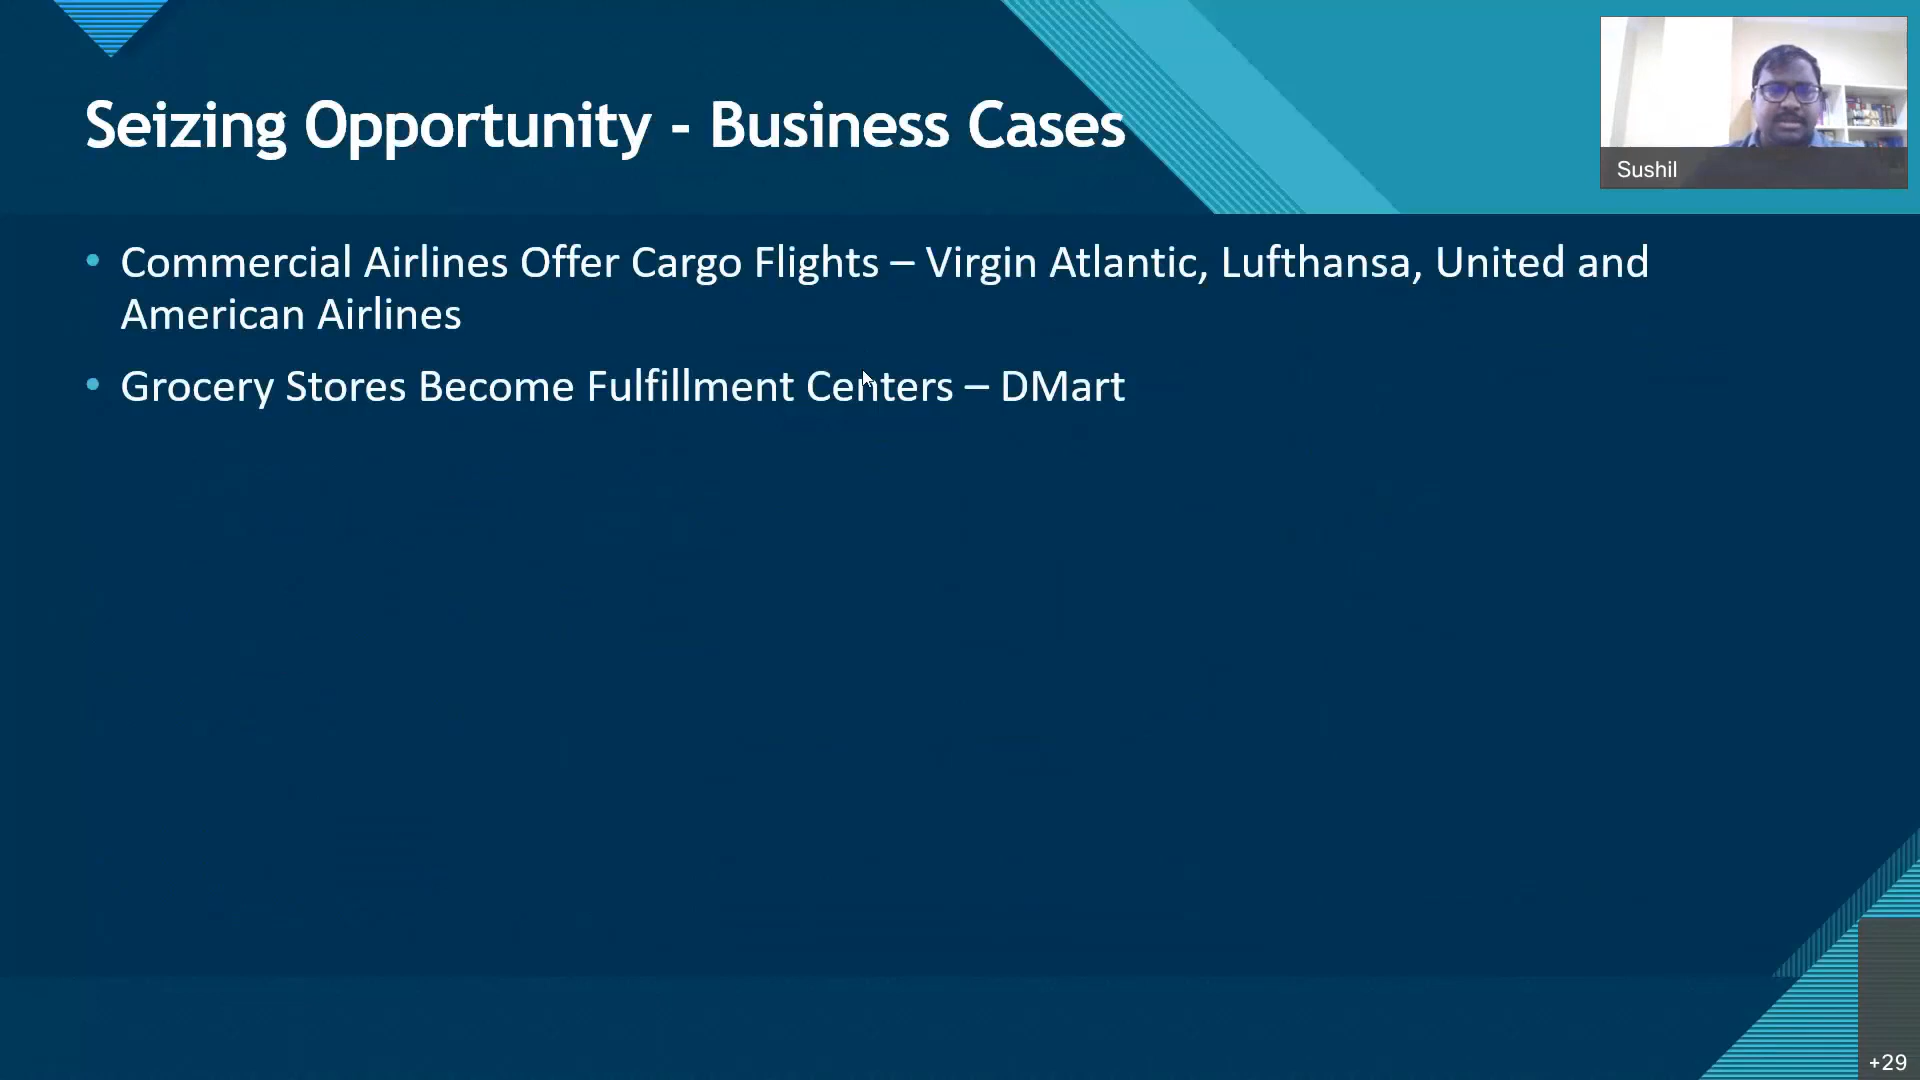 Seizing Opportunity - Business Cases
Sushil
• Commercial Airlines Offer Cargo Flights – Virgin Atlantic, Lufthansa, United and
American Airlines
• Grocery Stores Become Fulfillment Centers – DMart
+29